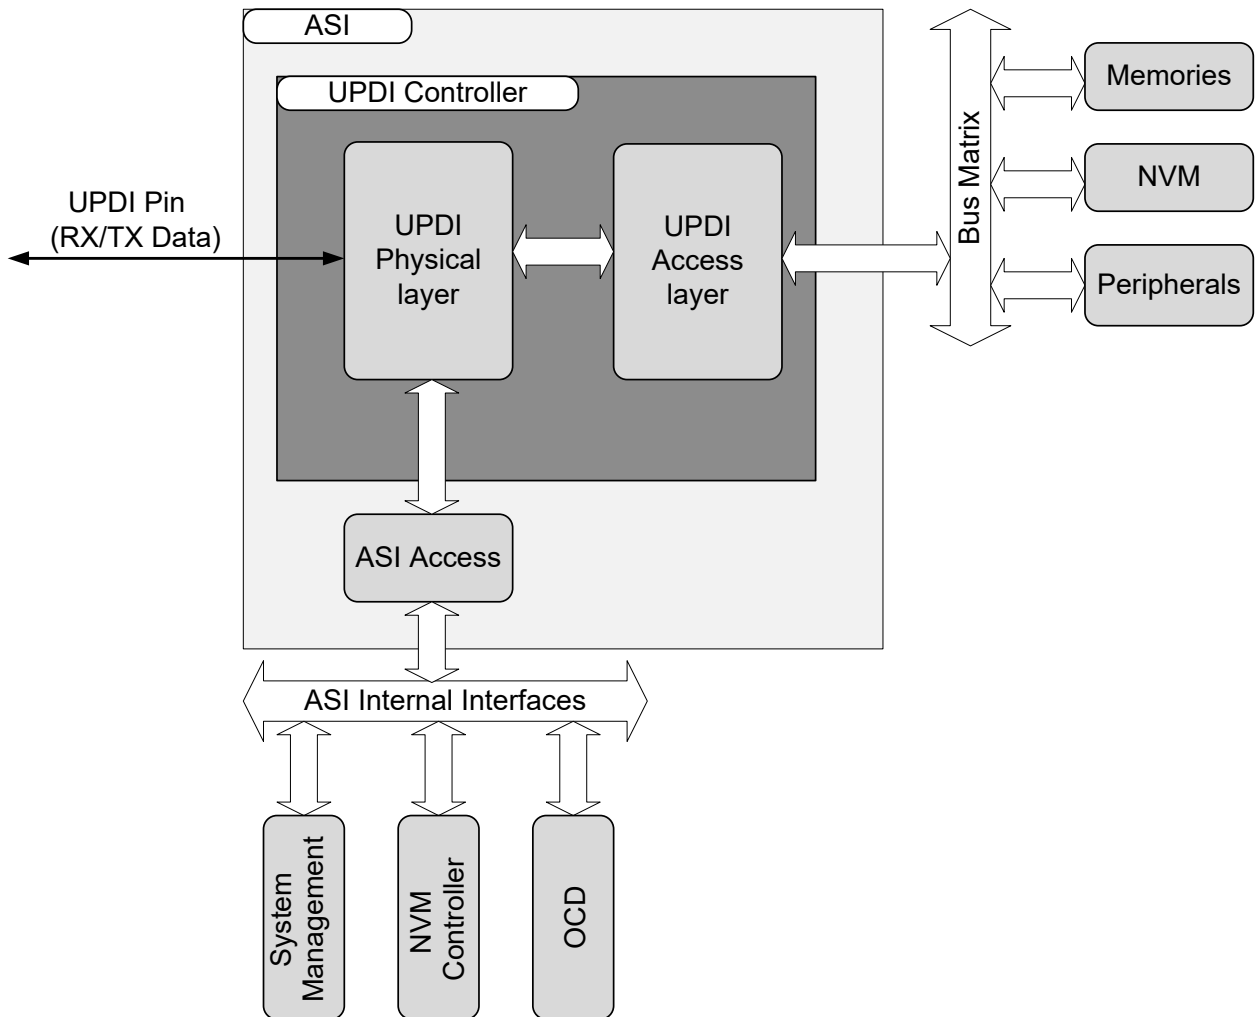 ASI
UPDI Controller
UPDI Pin
(RX/TX Data)
UPDI
Physical
layer
UPDI
Access
layer
Bus Matrix
Memories
NVM
Peripherals
ASI Access
ASI Internal Interfaces
System
Management
NVM
Controller
OCD